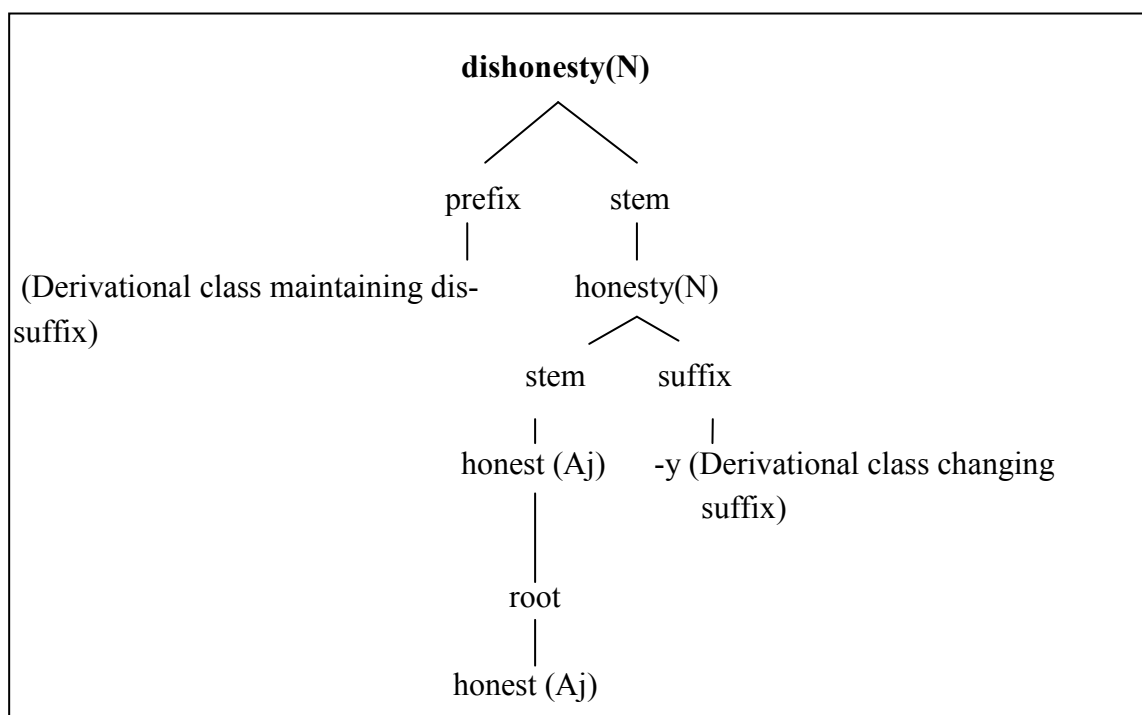 dishonesty(N)
prefix stem
(Derivational class maintaining dis- honesty(N)
suffix)
stem suffix
honest (Aj) -y (Derivational class changing
suffix)
root
honest (Aj)